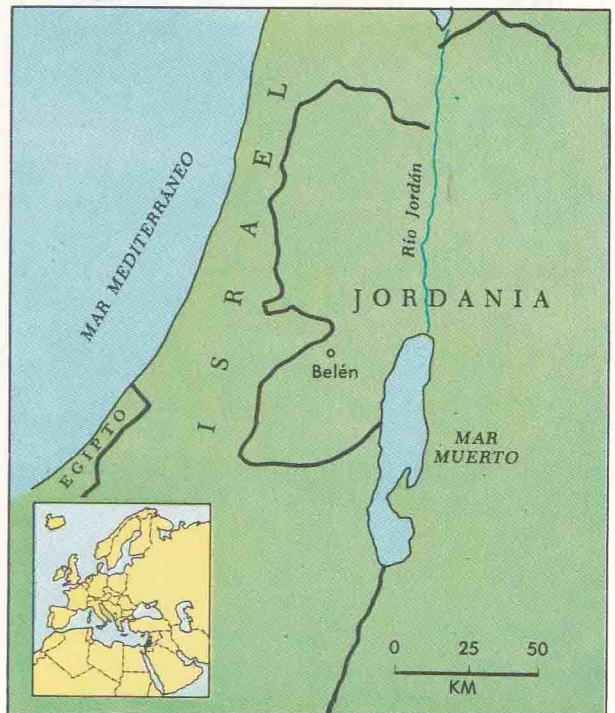 MAR MEDITERRÁNEO
ISRAEL
Río Jordán
JORDANIA
Belén
EGIPTO
MAR
MUERTO
0 25 50
KM